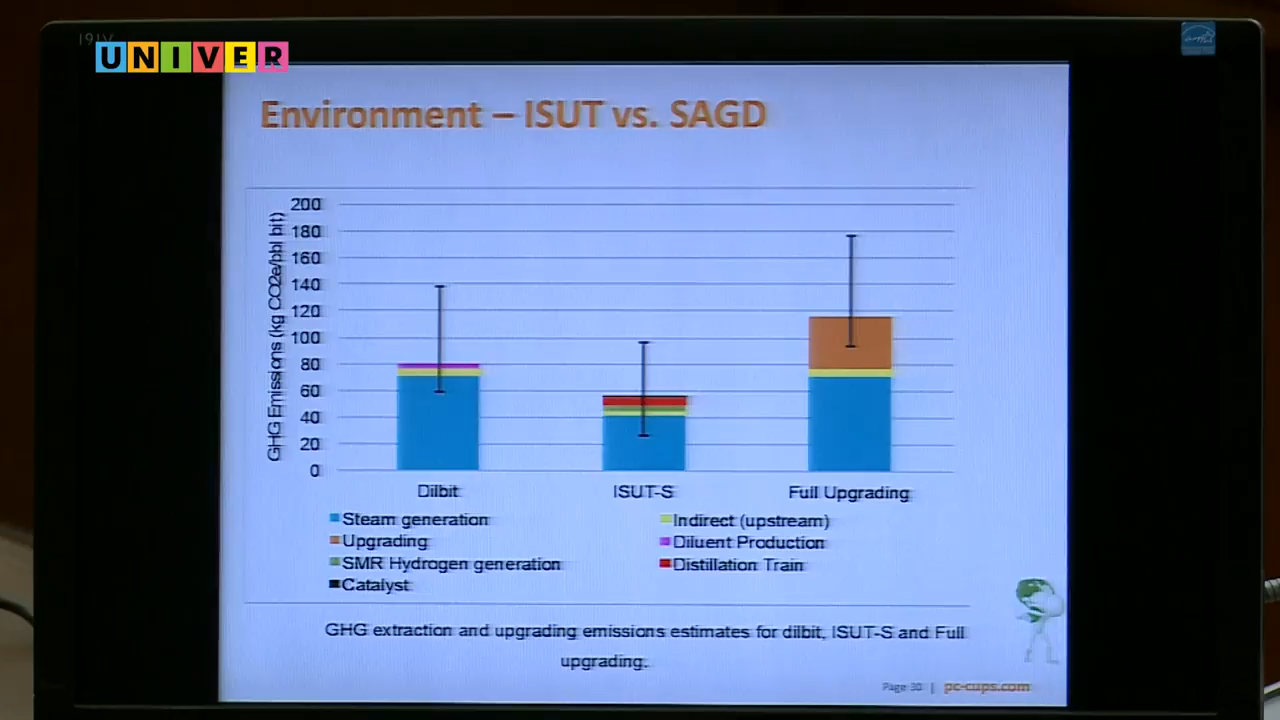 191V
UNIVER
Environment – ISUT vs. SAGD
GHG Emissions (kg CO2e/bbl bit)
200
180
160
140
120
100
80
60
40
20
0
Dilbit
ISUT-S
Full Upgrading
Steam generation
Indirect (upstream)
Upgrading
Diluent Production
SMR Hydrogen generation
Distillation Train
Catalyst
GHG extraction and upgrading emissions estimates for dilbit, ISUT-S and Full
upgrading.
Page 30 | pc-cups.com